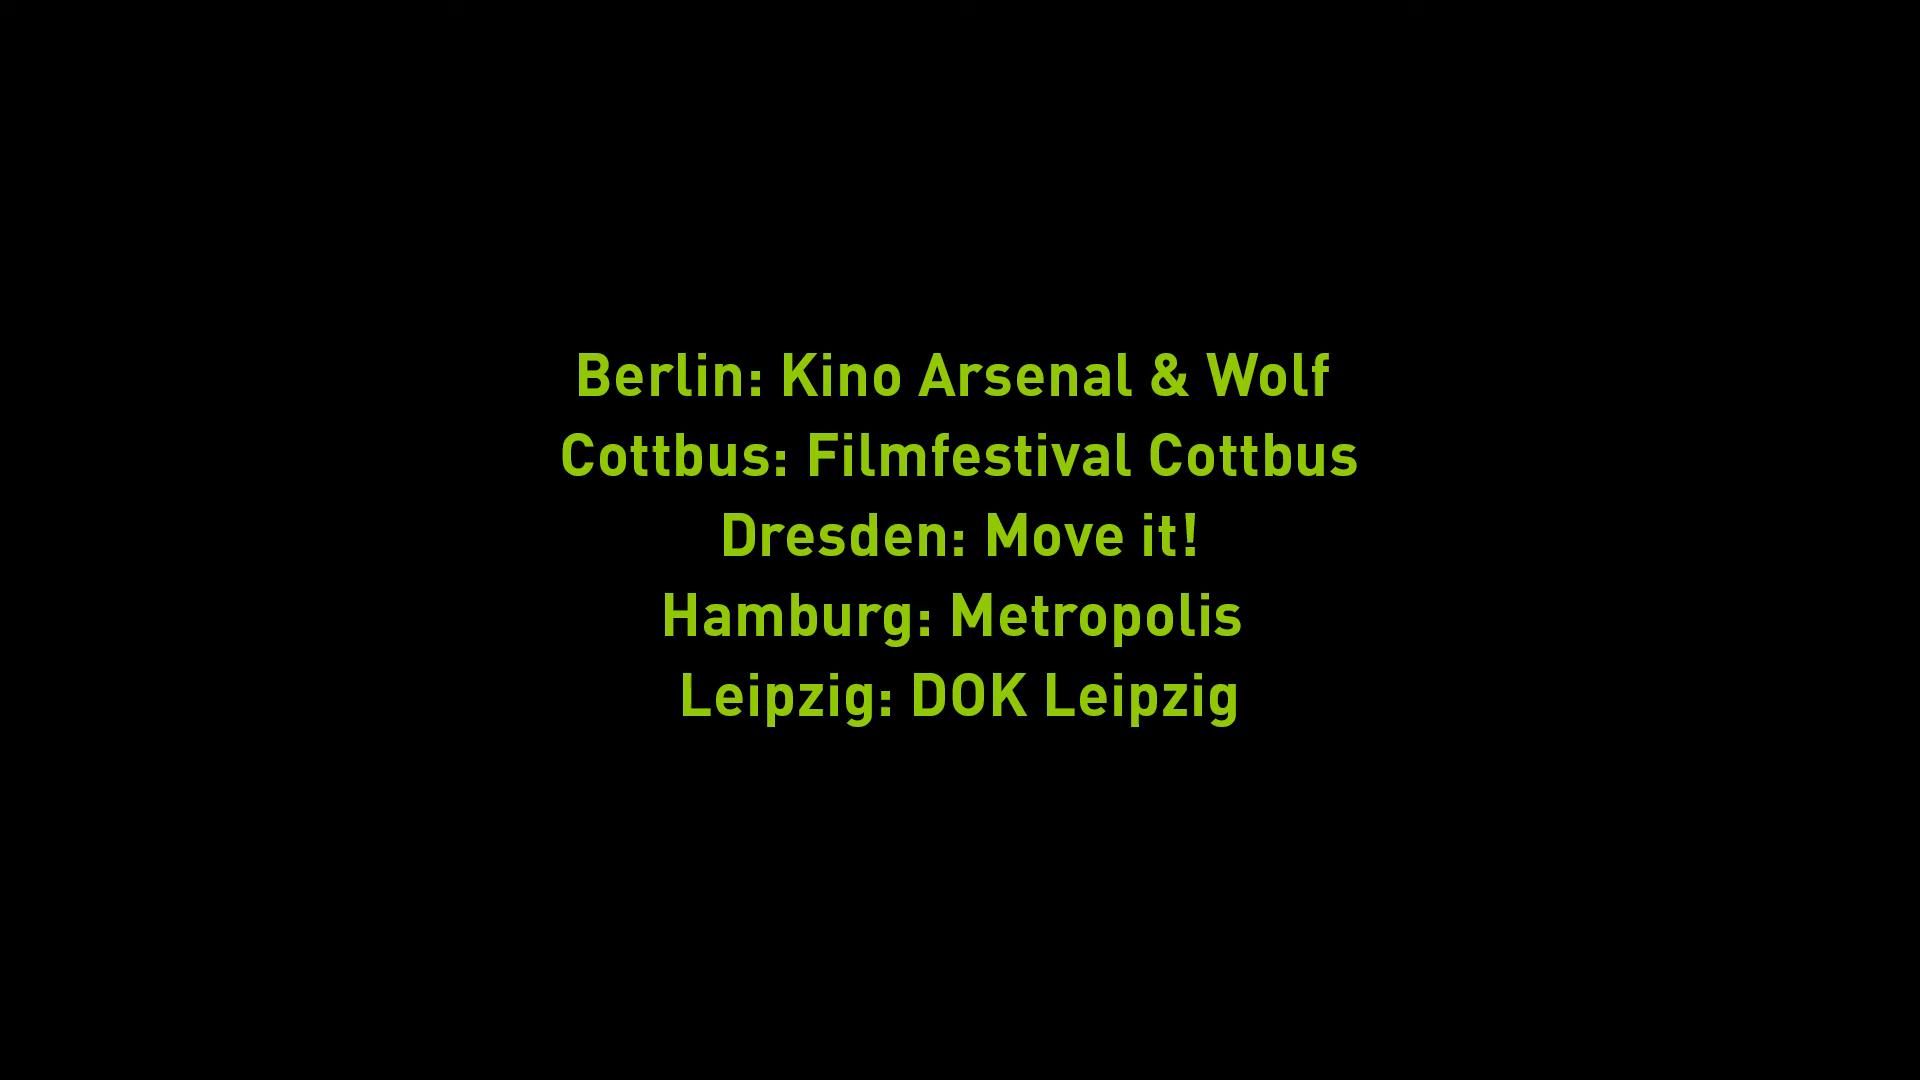 Berlin: Kino Arsenal & Wolf
Cottbus: Filmfestival Cottbus
Dresden: Move it!
Hamburg: Metropolis
Leipzig: DOK Leipzig